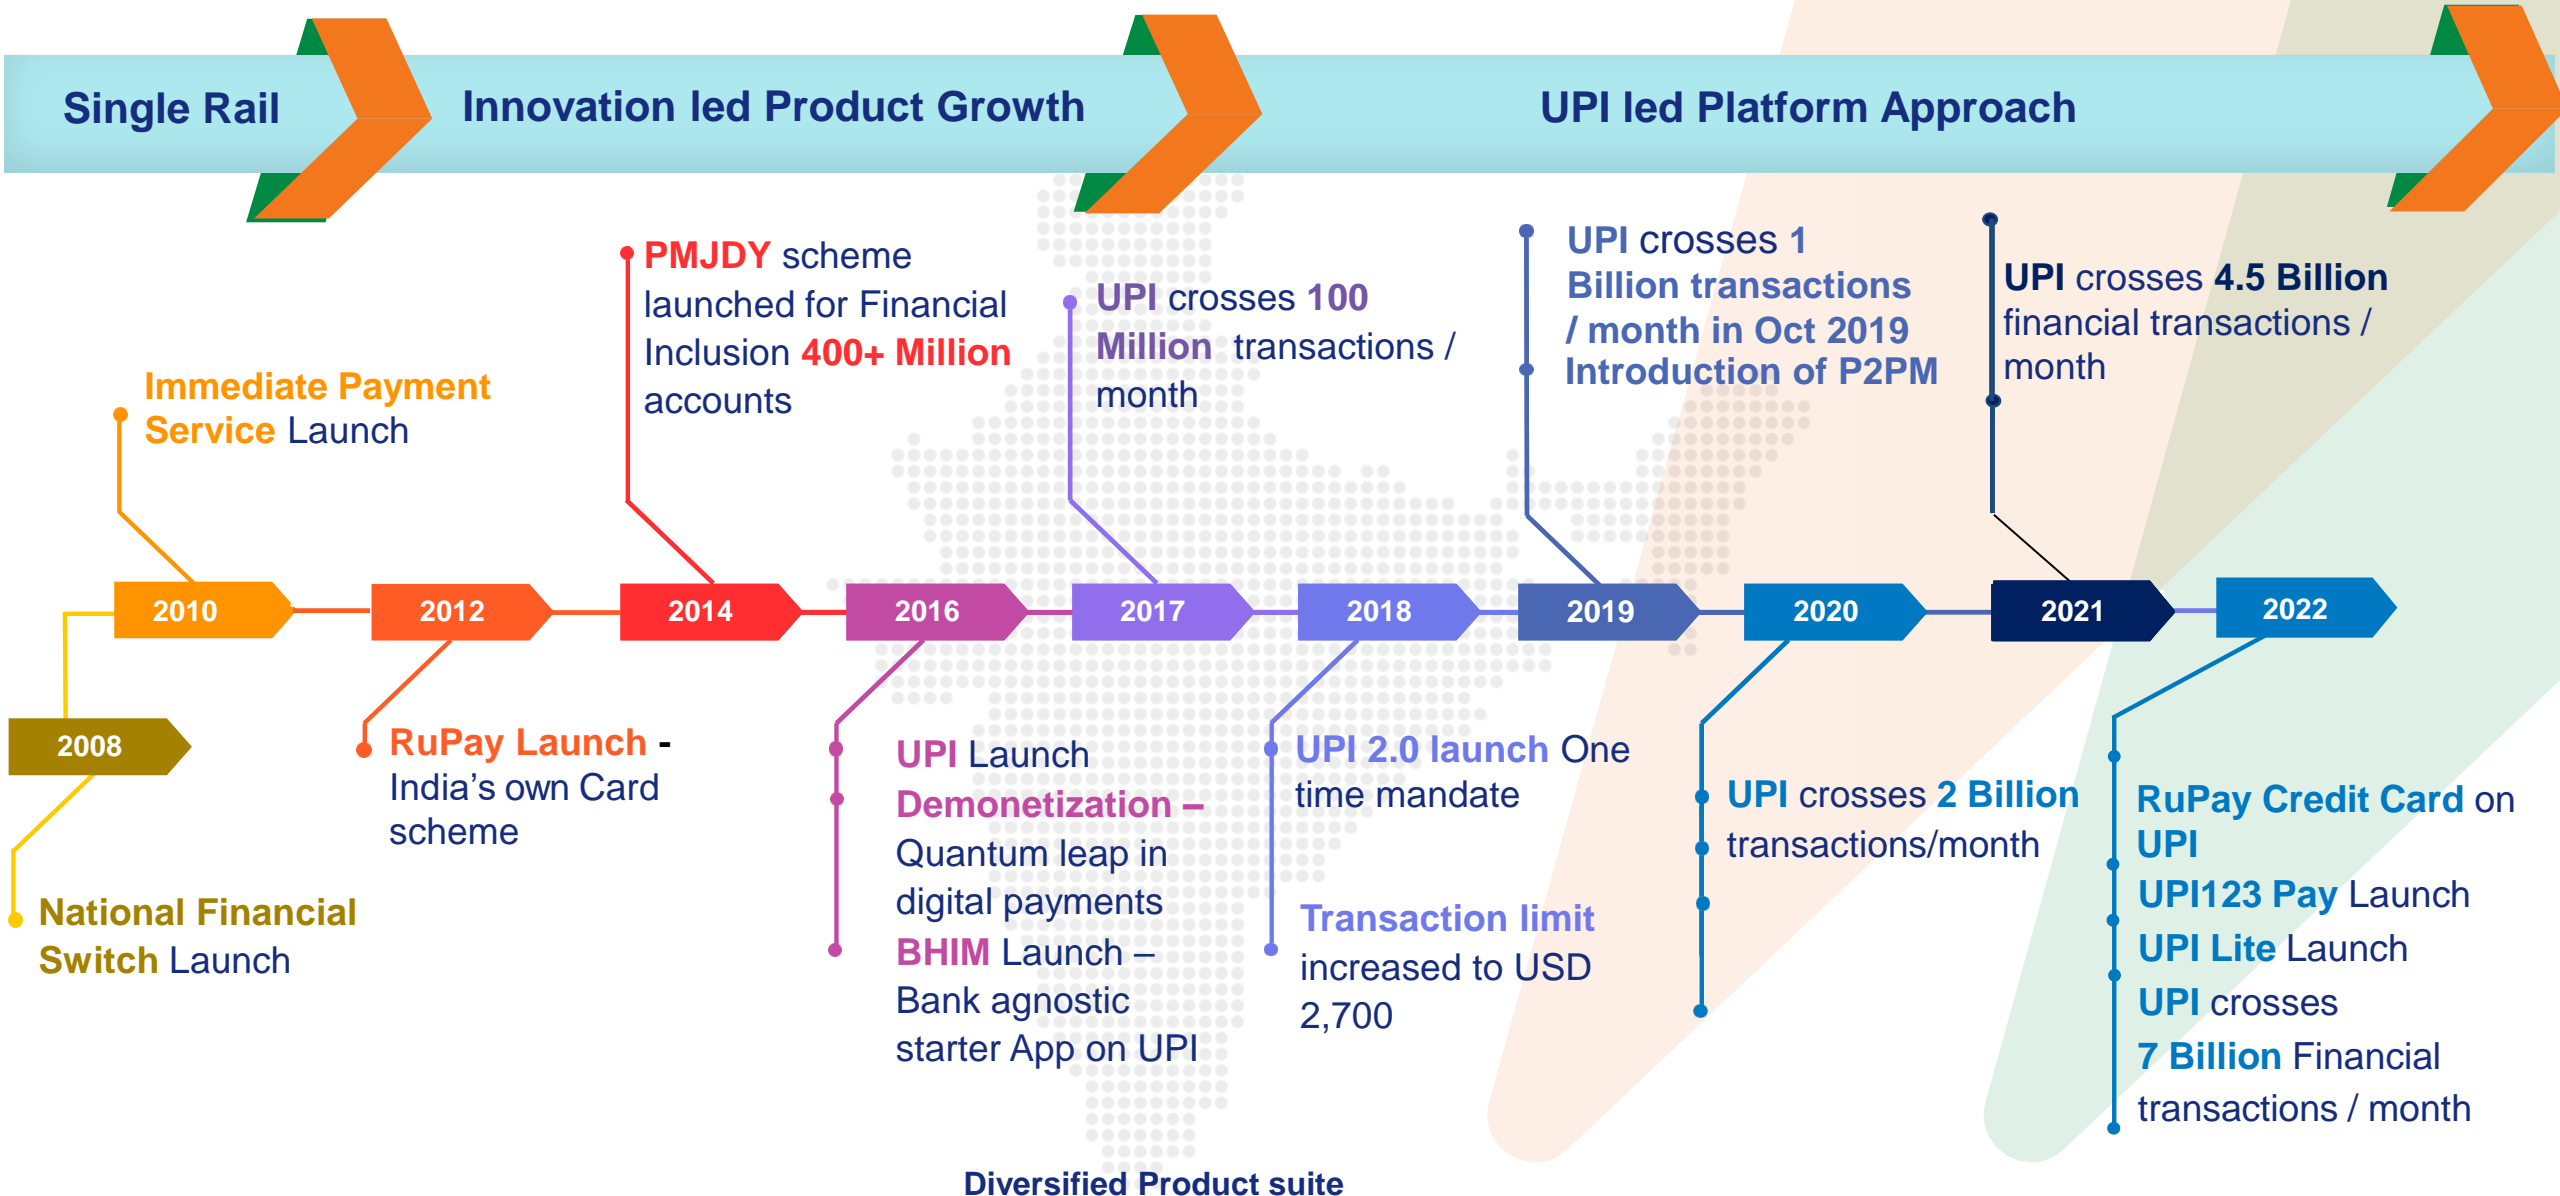 Single Rail
Innovation led Product Growth
UPI led Platform Approach
Immediate Payment
Service Launch
PMJDY scheme
launched for Financial
Inclusion 400+ Million
accounts
UPI crosses 100
Million transactions /
month
UPI crosses 1
Billion transactions
/ month in Oct 2019
Introduction of P2PM
UPI crosses 4.5 Billion
financial transactions /
month
2008
2010
2012
2014
2016
2017
2018
2019
2020
2021
2022
National Financial
Switch Launch
RuPay Launch -
India’s own Card
scheme
UPI Launch
Demonetization –
Quantum leap in
digital payments
BHIM Launch –
Bank agnostic
starter App on UPI
UPI 2.0 launch One
time mandate
Transaction limit
increased to USD
2,700
UPI crosses 2 Billion
transactions/month
RuPay Credit Card on
UPI
UPI123 Pay Launch
UPI Lite Launch
UPI crosses
7 Billion Financial
transactions / month
Diversified Product suite